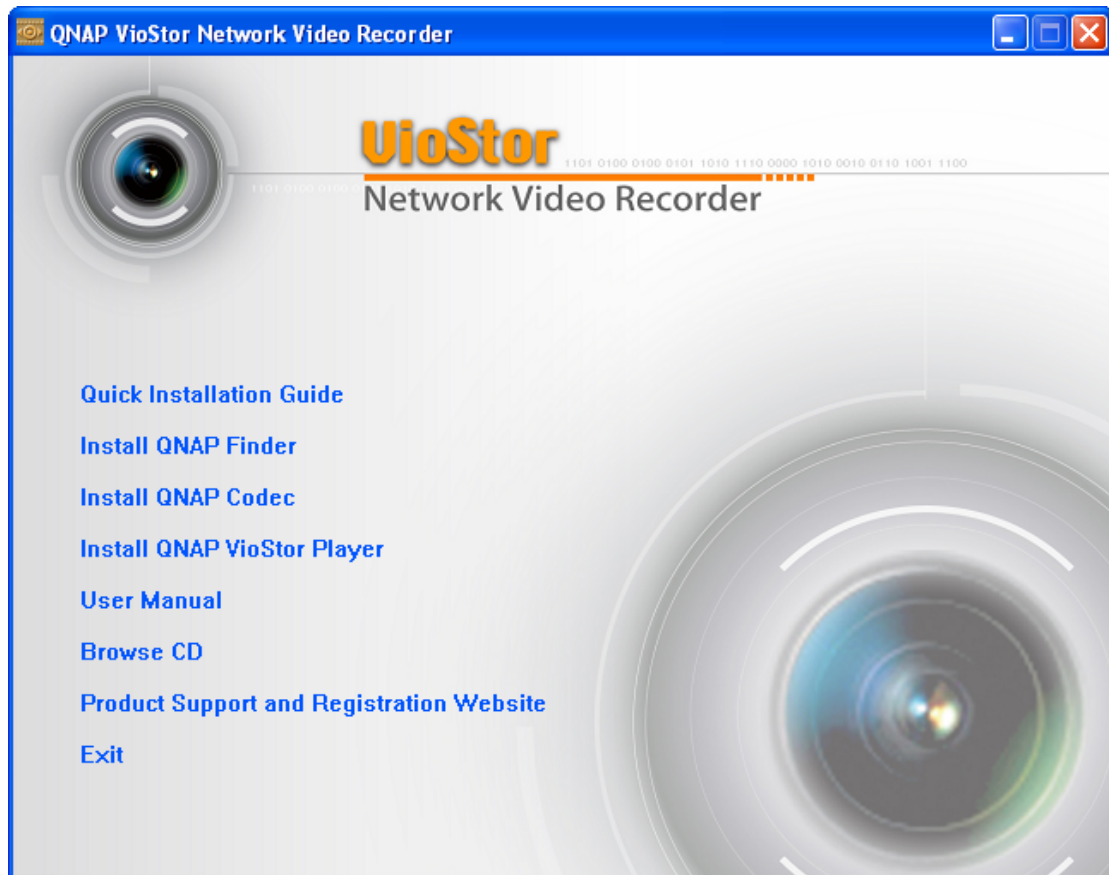 QNAP VioStor Network Video Recorder
VioStor
1101 0100 0100 0101 1010 1110 0000 1010 0010 0110 1001 1100
Network Video Recorder
Quick Installation Guide
Install QNAP Finder
Install QNAP Codec
Install QNAP VioStor Player
User Manual
Browse CD
Product Support and Registration Website
Exit